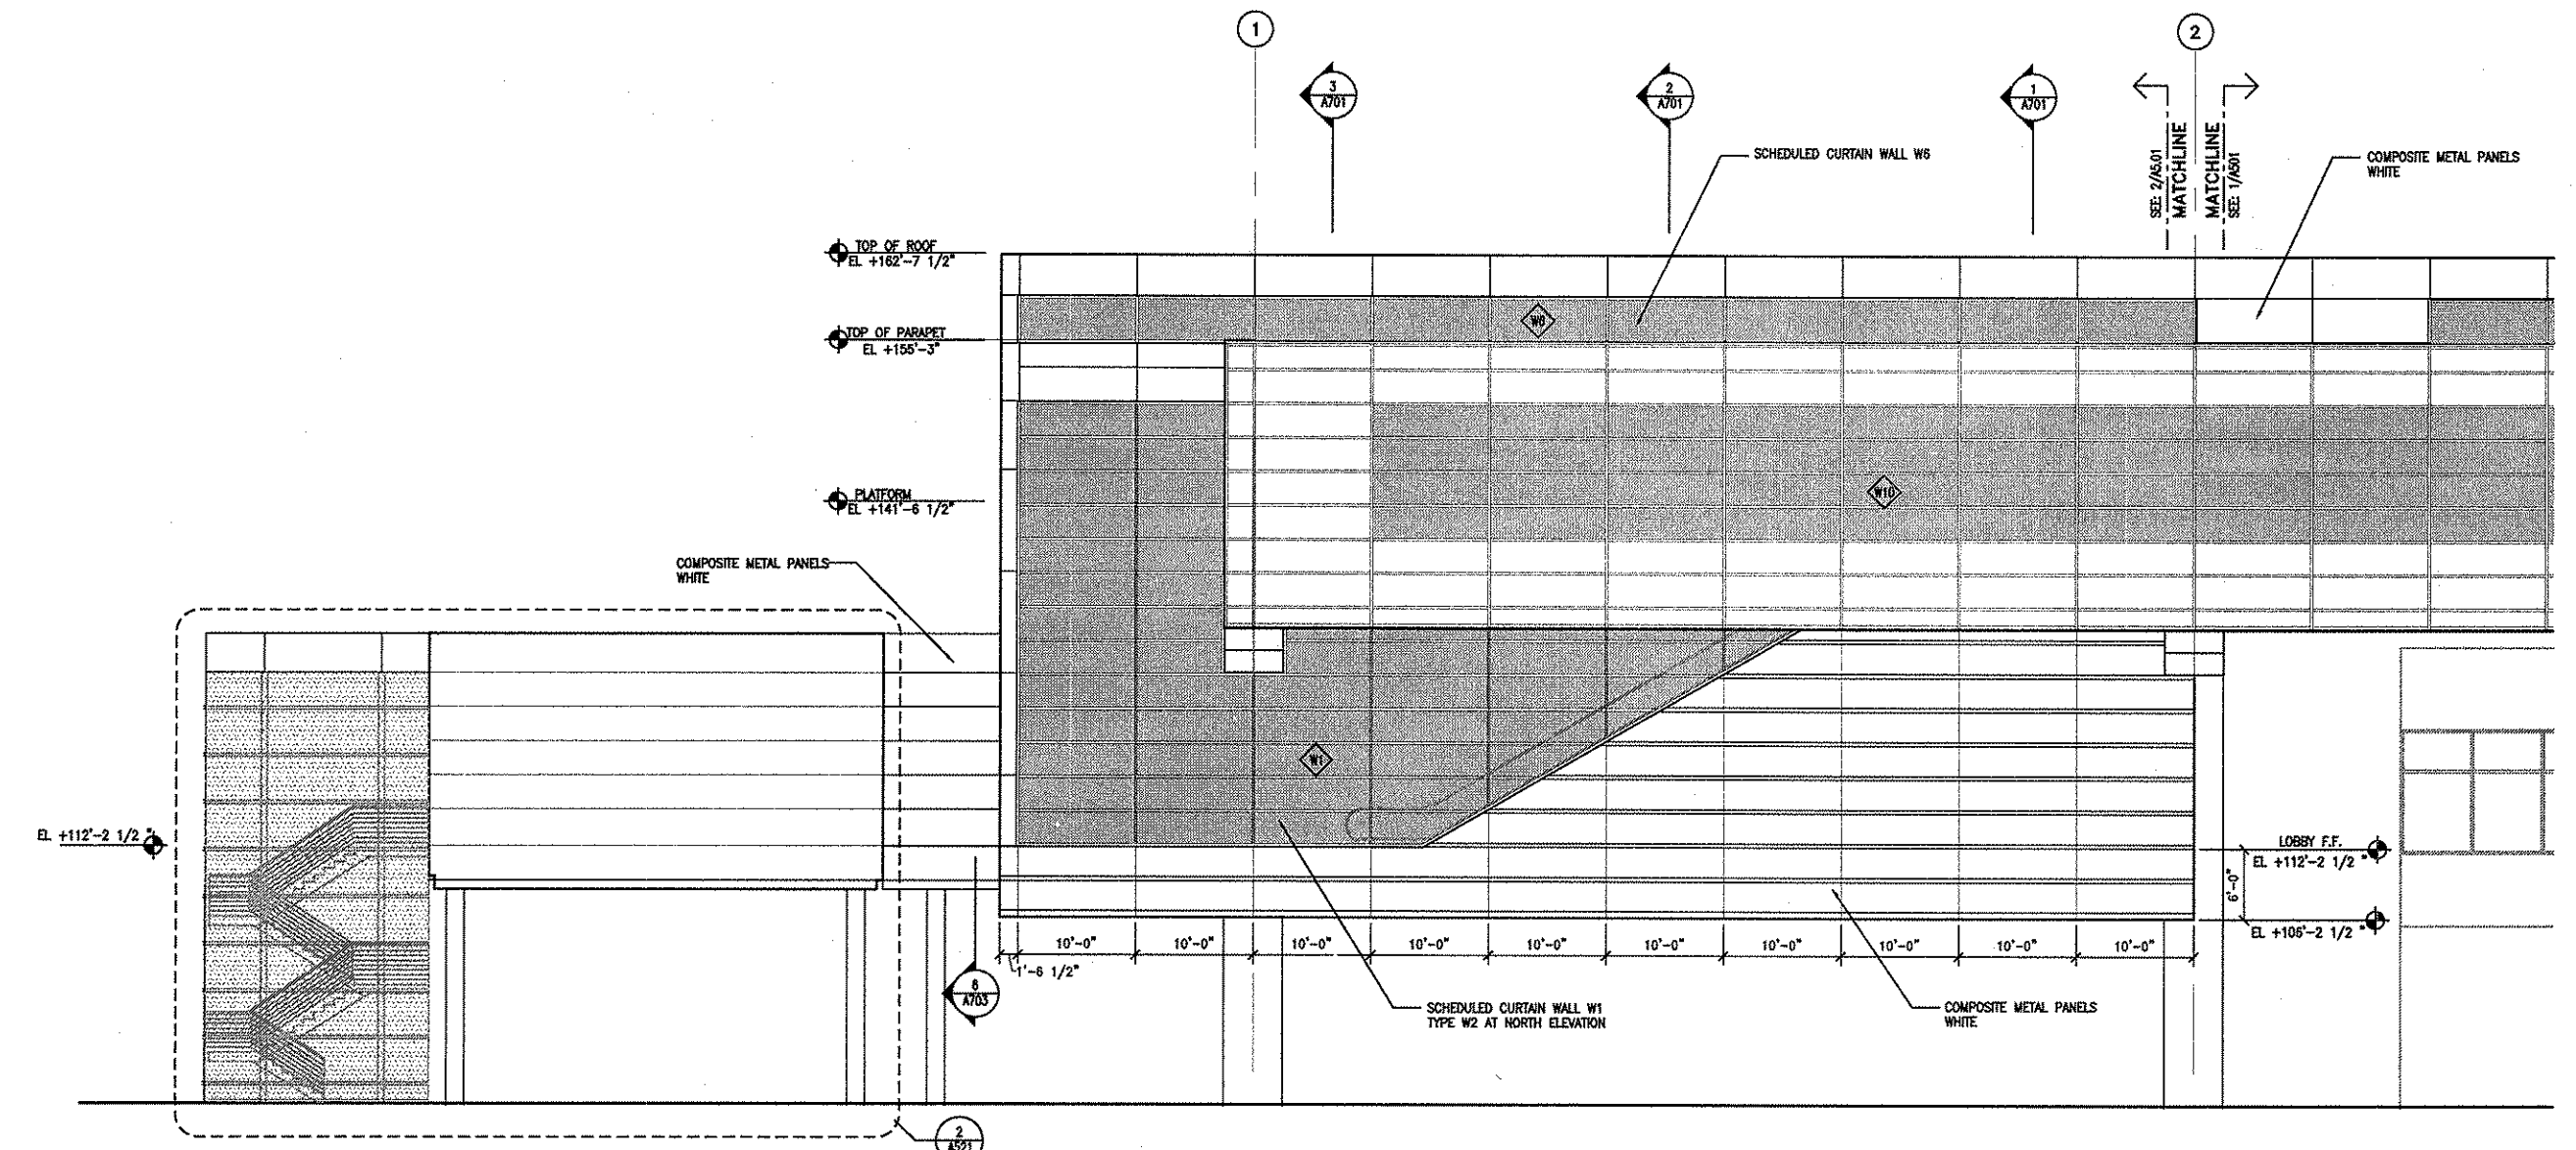 1
2
3
A701
2
A701
1
A701
SEE: 2/A5.01
MATCHLINE
MATCHLINE
SEE: 1/A501
SCHEDULED CURTAIN WALL W6
COMPOSITE METAL PANELS
WHITE
TOP OF ROOF
EL +162'-7 1/2"
W6
TOP OF PARAPET
EL +155'-3"
PLATFORM
EL +141'-6 1/2"
W10
COMPOSITE METAL PANELS
WHITE
W1
EL +112'-2 1/2 "
LOBBY F.F.
EL +112'-2 1/2 "
6'-0"
EL +106'-2 1/2 "
10'-0"
10'-0"
10'-0"
10'-0"
10'-0"
10'-0"
10'-0"
10'-0"
10'-0"
10'-0"
1'-6 1/2"
6
A703
SCHEDULED CURTAIN WALL W1
TYPE W2 AT NORTH ELEVATION
COMPOSITE METAL PANELS
WHITE
2
A521